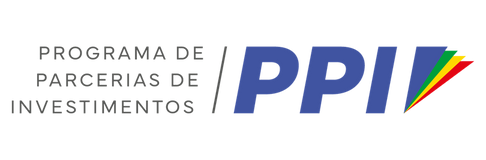 PROGRAMA DE
PARCERIAS DE
INVESTIMENTOS
PPI